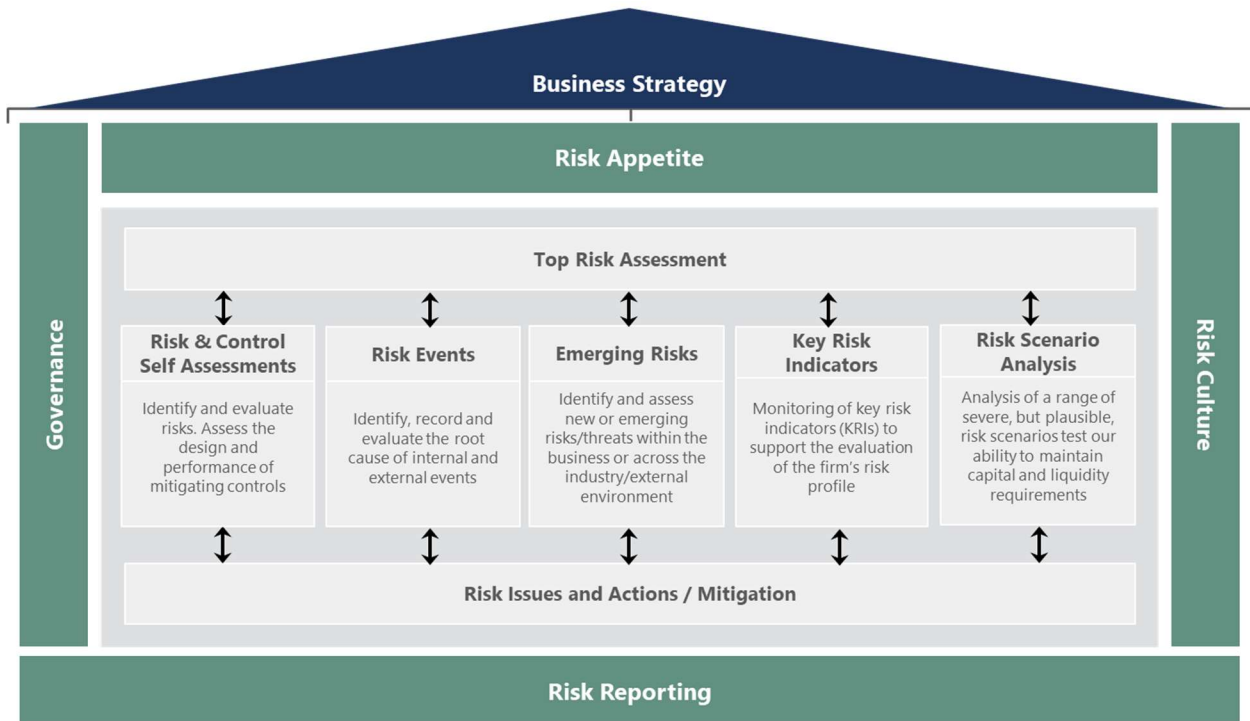 Business Strategy
Risk Appetite
Governance
Risk Culture
Top Risk Assessment
Risk & Control
Self Assessments
Identify and evaluate
risks. Assess the
design and
performance of
mitigating controls
Risk Events
Identify, record and
evaluate the root
cause of internal and
external events
Emerging Risks
Identify and assess
new or emerging
risks/threats within the
business or across the
industry/external
environment
Key Risk
Indicators
Monitoring of key risk
indicators (KRIs) to
support the evaluation
of the firm's risk
profile
Risk Scenario
Analysis
Analysis of a range of
severe, but plausible,
risk scenarios test our
ability to maintain
capital and liquidity
requirements
Risk Issues and Actions / Mitigation
Risk Reporting